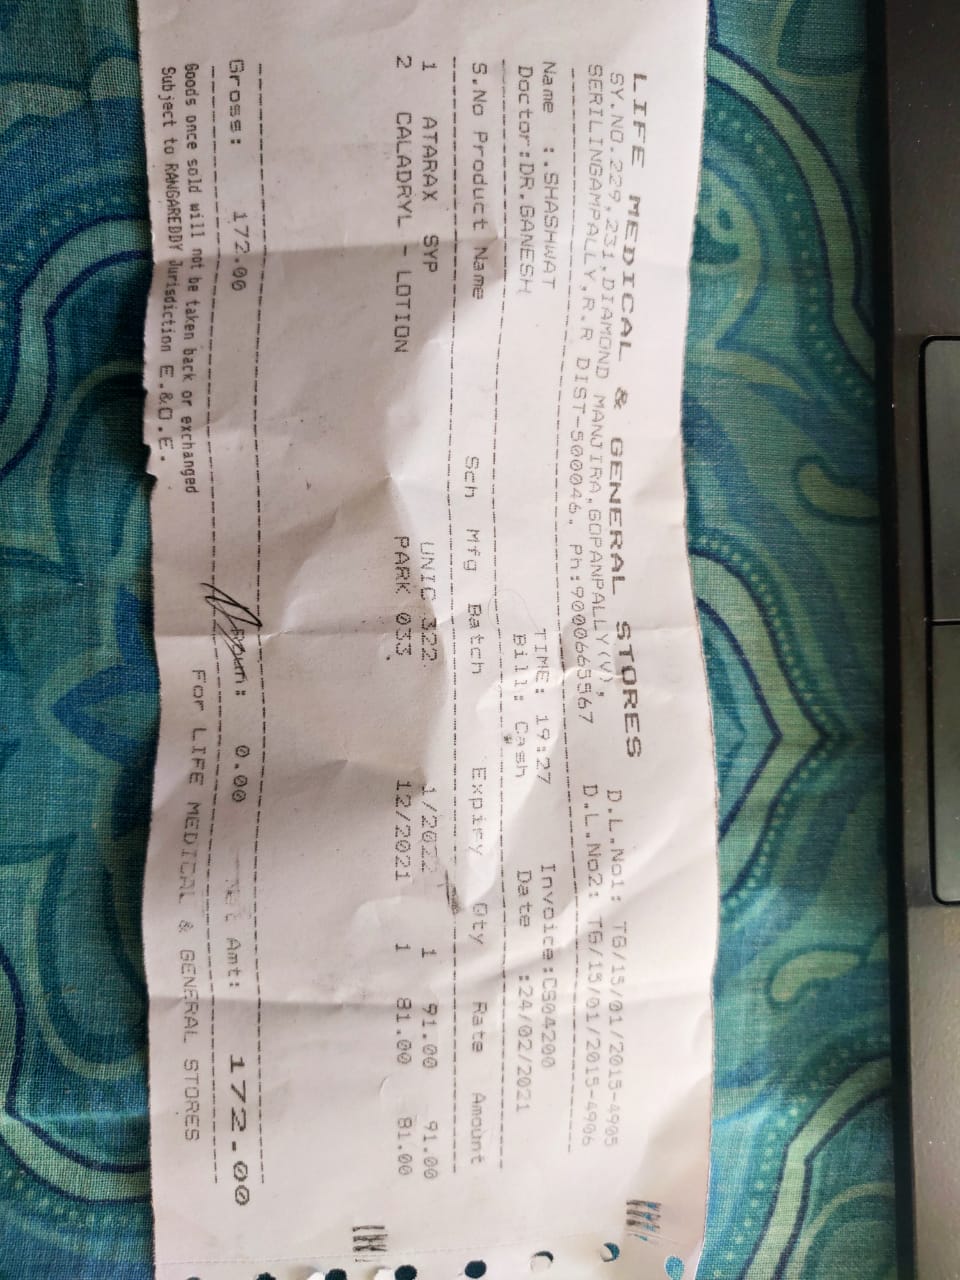 LIFE MEDICAL & GENERAL STORES
SY.NO.229,231,DIAMOND MANJIRA,GOPANPALLY(V), D.L.No1: TG/15/01/2015-4905
SERILINGAMPALLY,R.R DIST-500046. Ph:9000665567 D.L.No2: TG/15/01/2015-4906
Name :.SHASHWAT TIME: 19:27 Invoice:CS04200
Doctor:DR.GANESH Bill: Cash Date :24/02/2021
S.No Product Name Sch Mfg Batch Expiry Qty Rate Amount
1 ATARAX SYP UNIC 322 1/2022 1 91.00 91.00
2 CALADRYL - LOTION PARK 033. 12/2021 1 81.00 81.00
Gross: 172.00 0.00 Net Amt: 172.00
Goods once sold will not be taken back or exchanged For LIFE MEDICAL & GENERAL STORES
Subject to RANGAREDDY Jurisdiction E.&O.E.